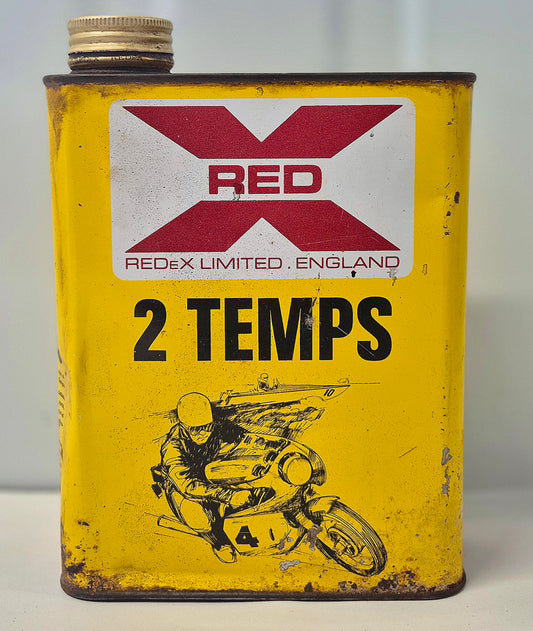 RED
REDeX LIMITED . ENGLAND
2 TEMPS
10
4